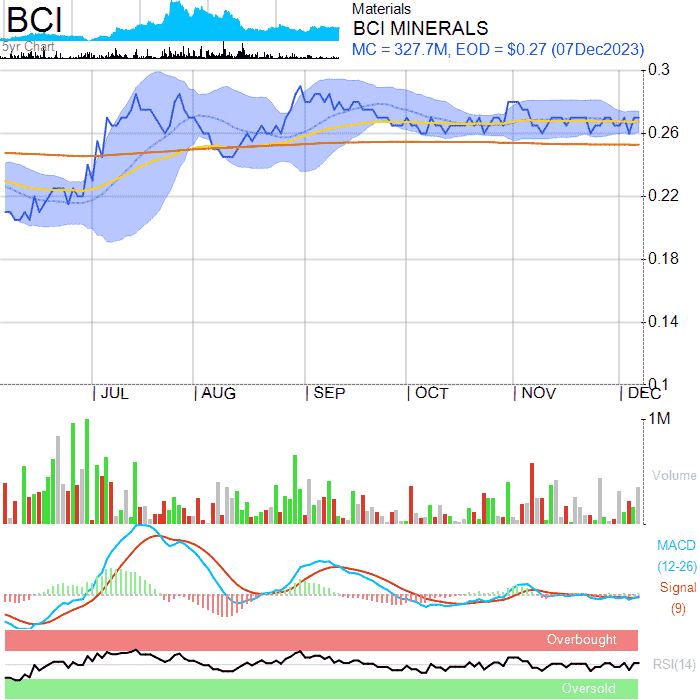 BCI
5yr Chart
Materials
BCI MINERALS
MC = 327.7M, EOD = $0.27 (07Dec2023)
0.3
0.26
0.22
0.18
0.14
0.1
JUL AUG SEP OCT NOV DEC
1M
Volume
MACD
(12-26)
Signal
(9)
Overbought
RSI(14)
Oversold